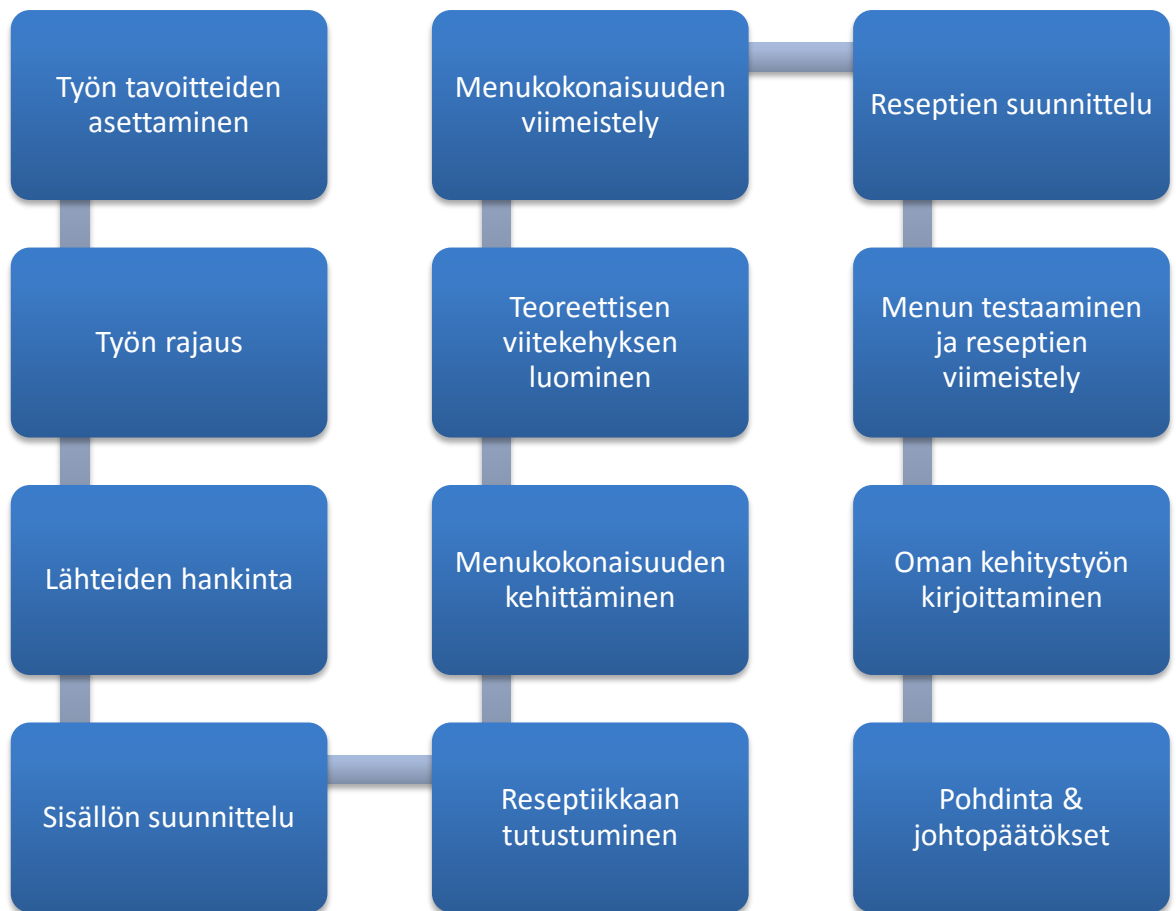 Työn tavoitteiden
asettaminen
Työn rajaus
Lähteiden hankinta
Sisällön suunnittelu
Reseptiikkaan
tutustuminen
Menukokonaisuuden
kehittäminen
Teoreettisen
viitekehyksen
luominen
Menukokonaisuuden
viimeistely
Reseptien suunnittelu
Menun testaaminen
ja reseptien
viimeistely
Oman kehitystyön
kirjoittaminen
Pohdinta &
johtopäätökset